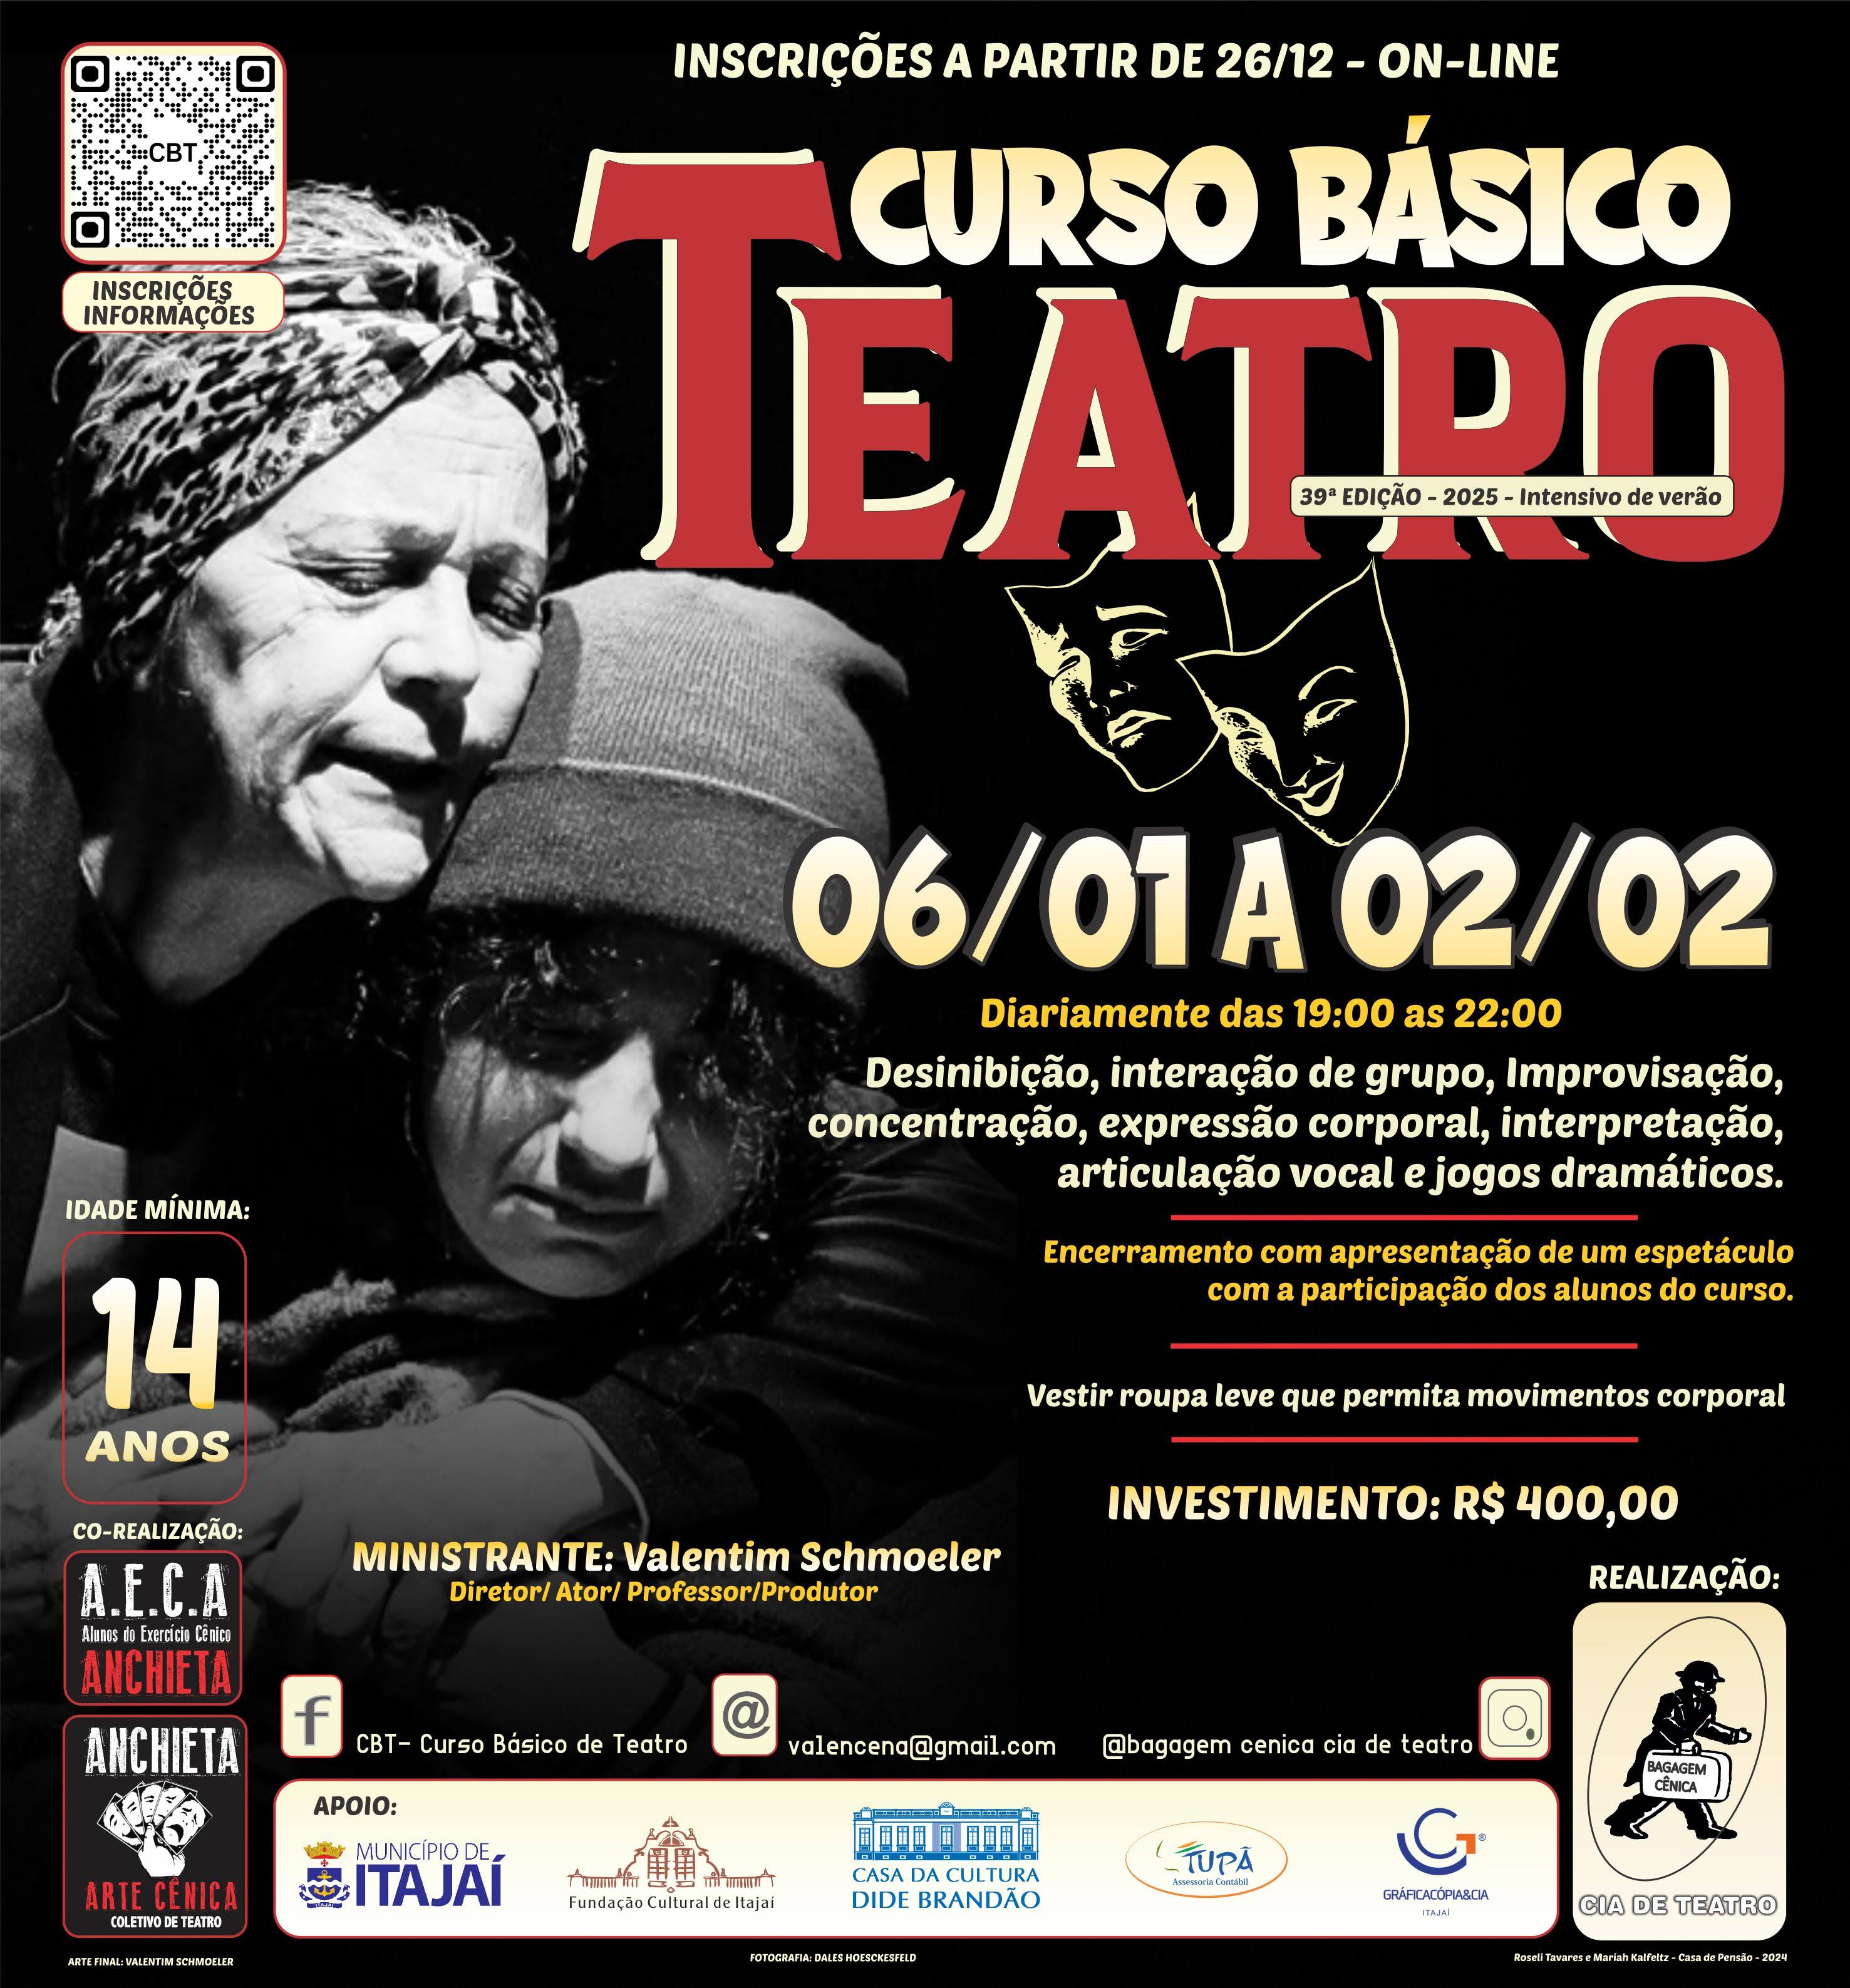 INSCRIÇÕES A PARTIR DE 26/12 - ON-LINE
CBT
INSCRIÇÕES
INFORMAÇÕES
CURSO BÁSICO
TEATRO
39ª EDIÇÃO - 2025 - Intensivo de verão
06/01 A 02/02
Diariamente das 19:00 as 22:00
Desinibição, interação de grupo, Improvisação,
concentração, expressão corporal, interpretação,
articulação vocal e jogos dramáticos.
Encerramento com apresentação de um espetáculo
com a participação dos alunos do curso.
Vestir roupa leve que permita movimentos corporal
INVESTIMENTO: R$ 400,00
IDADE MÍNIMA:
14
ANOS
MINISTRANTE: Valentim Schmoeler
Diretor/ Ator/ Professor/Produtor
CO-REALIZAÇÃO:
A.E.C.A
Alunos do Exercício Cênico
ANCHIETA
ANCHIETA
ARTE CÊNICA
COLETIVO DE TEATRO
f
CBT- Curso Básico de Teatro
@
valencena@gmail.com
@bagagem cenica cia de teatro
REALIZAÇÃO:
BAGAGEM
CÊNICA
CIA DE TEATRO
APOIO:
MUNICÍPIO DE
ITAJAÍ
ITAJAÍ
Fundação Cultural de Itajaí
CASA DA CULTURA
DIDE BRANDÃO
TUPÃ
Assessoria Contábil
G
®
GRÁFICACÓPIA&CIA
ITAJAÍ
ARTE FINAL: VALENTIM SCHMOELER
FOTOGRAFIA: DALES HOESCKESFELD
Roseli Tavares e Mariah Kalfeltz - Casa de Pensão - 2024